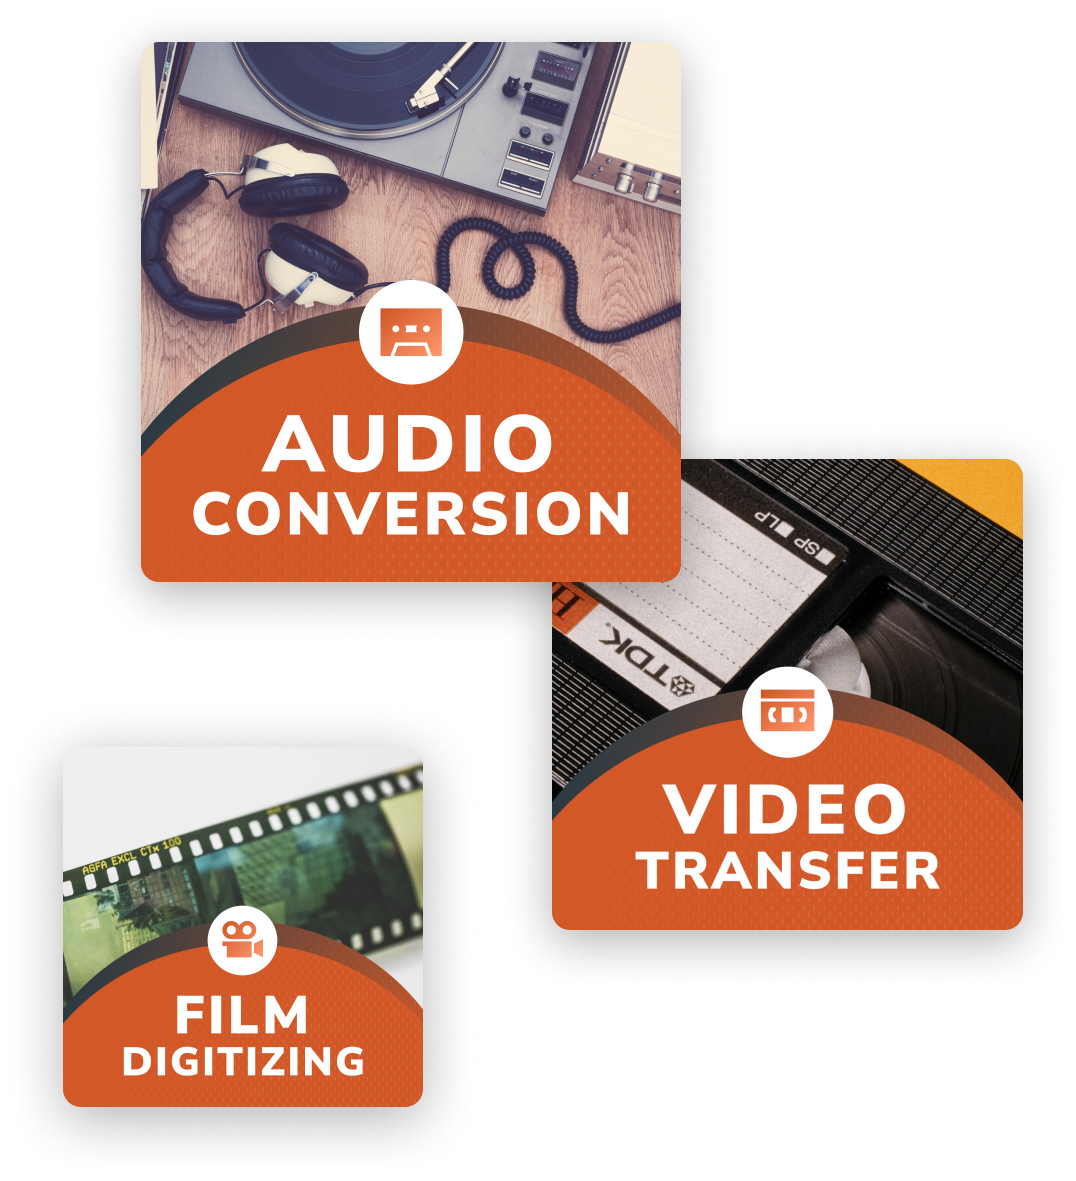 AUDIO
CONVERSION
SP LP
TDK
H
VIDEO
TRANSFER
AGFA EXCL CTx 100
FILM
DIGITIZING